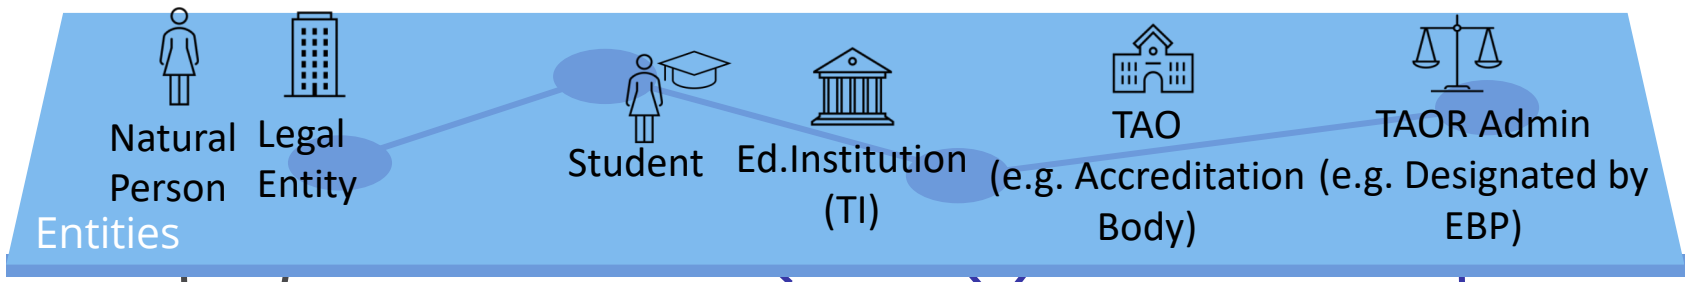 Natural
Person
Legal
Entity
Student
Ed.Institution
(TI)
TAO
(e.g. Accreditation
Body)
TAOR Admin
(e.g. Designated by
EBP)
Entities